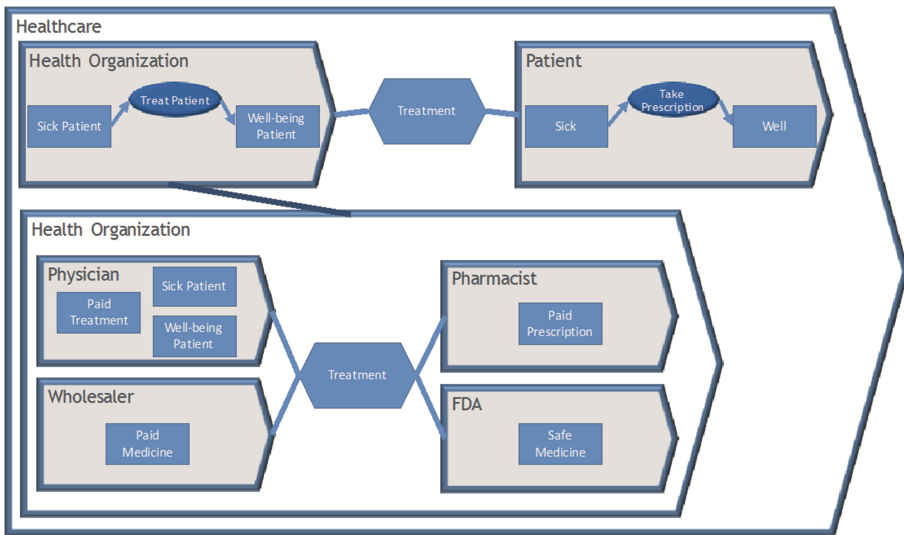 Healthcare
Health Organization
Treat Patient
Sick Patient
Well-being
Patient
Treatment
Patient
Take
Prescription
Sick
Well
Health Organization
Physician
Paid
Treatment
Sick Patient
Well-being
Patient
Treatment
Pharmacist
Paid
Prescription
Wholesaler
Paid
Medicine
FDA
Safe
Medicine